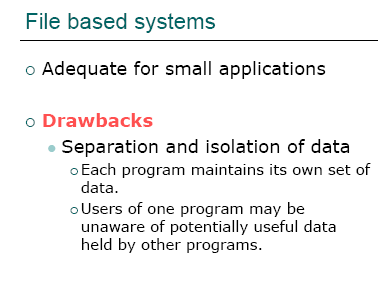 File based systems
Adequate for small applications
Drawbacks
Separation and isolation of data
Each program maintains its own set of
data.
Users of one program may be
unaware of potentially useful data
held by other programs.